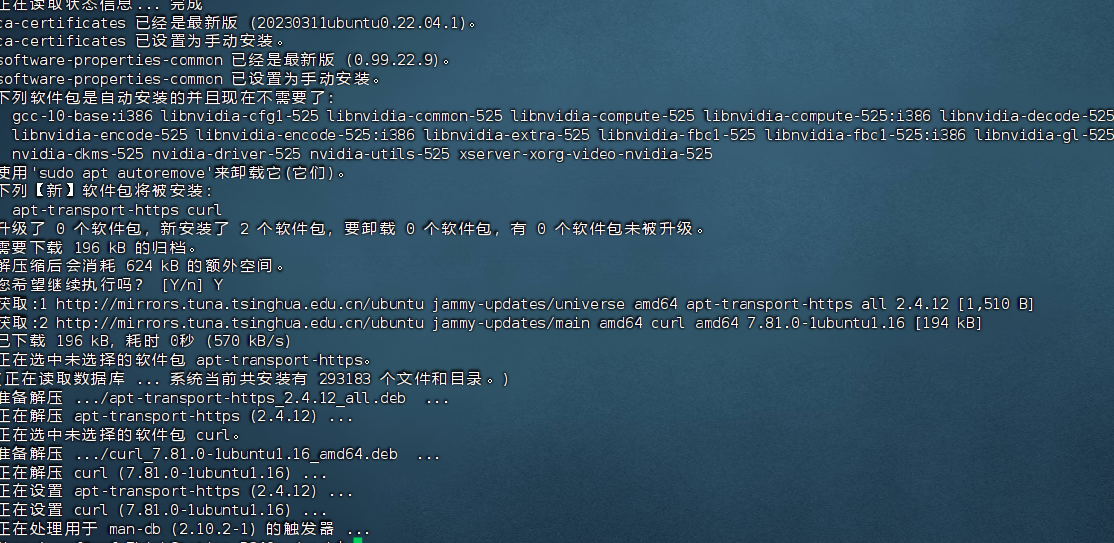 正在读取状态信息... 完成
ca-certificates 已经是最新版 (20230311ubuntu0.22.04.1)。
ca-certificates 已设置为手动安装。
software-properties-common 已经是最新版 (0.99.22.9)。
software-properties-common 已设置为手动安装。
下列软件包是自动安装的并且现在不需要了：
gcc-10-base:i386 libnvidia-cfg1-525 libnvidia-common-525 libnvidia-compute-525 libnvidia-compute-525:i386 libnvidia-decode-525
libnvidia-encode-525 libnvidia-encode-525:i386 libnvidia-extra-525 libnvidia-fbc1-525 libnvidia-fbc1-525:i386 libnvidia-gl-525
nvidia-dkms-525 nvidia-driver-525 nvidia-utils-525 xserver-xorg-video-nvidia-525
使用'sudo apt autoremove'来卸载它(它们)。
下列【新】软件包将被安装：
apt-transport-https curl
升级了 0 个软件包，新安装了 2 个软件包，要卸载 0 个软件包，有 0 个软件包未被升级。
需要下载 196 kB 的归档。
解压缩后会消耗 624 kB 的额外空间。
您希望继续执行吗？ [Y/n] Y
获取:1 http://mirrors.tuna.tsinghua.edu.cn/ubuntu jammy-updates/universe amd64 apt-transport-https all 2.4.12 [1,510 B]
获取:2 http://mirrors.tuna.tsinghua.edu.cn/ubuntu jammy-updates/main amd64 curl amd64 7.81.0-1ubuntu1.16 [194 kB]
已下载 196 kB，耗时 0秒 (570 kB/s)
正在选中未选择的软件包 apt-transport-https。
(正在读取数据库 ... 系统当前共安装有 293183 个文件和目录。)
准备解压 .../apt-transport-https_2.4.12_all.deb ...
正在解压 apt-transport-https (2.4.12) ...
正在选中未选择的软件包 curl。
准备解压 .../curl_7.81.0-1ubuntu1.16_amd64.deb ...
正在解压 curl (7.81.0-1ubuntu1.16) ...
正在设置 apt-transport-https (2.4.12) ...
正在设置 curl (7.81.0-1ubuntu1.16) ...
正在处理用于 man-db (2.10.2-1) 的触发器 ...